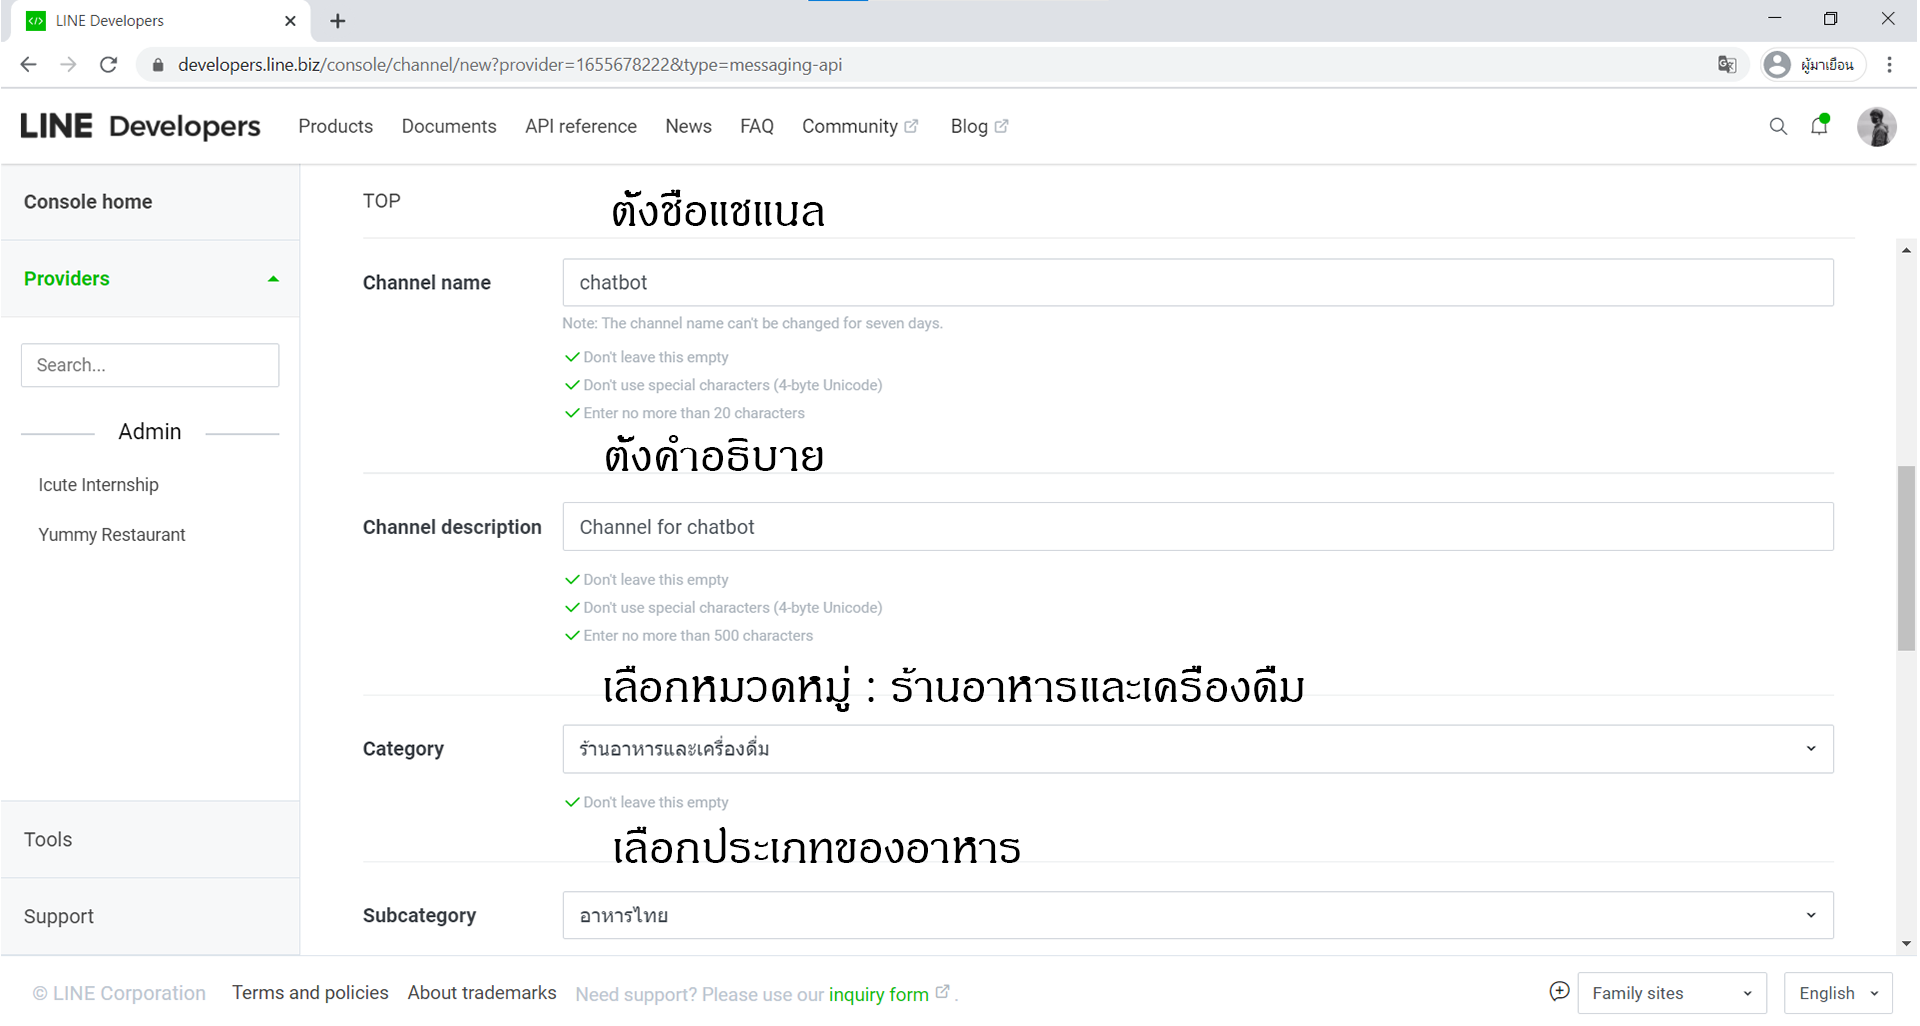 LINE Developers
developers.line.biz/console/channel/new?provider=1655678222&type=messaging-api
ผู้มาเยือน
LINE Developers Products Documents API reference News FAQ Community Blog
Console home
Providers
Search...
Admin
Icute Internship
Yummy Restaurant
Tools
Support
TOP
ตั้งชื่อแชแนล
Channel name
chatbot
Note: The channel name can't be changed for seven days.
Don't leave this empty
Don't use special characters (4-byte Unicode)
Enter no more than 20 characters
ตั้งคำอธิบาย
Channel description
Channel for chatbot
Don't leave this empty
Don't use special characters (4-byte Unicode)
Enter no more than 500 characters
เลือกหมวดหมู่ : ร้านอาหารและเครื่องดื่ม
Category
ร้านอาหารและเครื่องดื่ม
Don't leave this empty
เลือกประเภทของอาหาร
Subcategory
อาหารไทย
© LINE Corporation Terms and policies About trademarks Need support? Please use our inquiry form .
Family sites
English